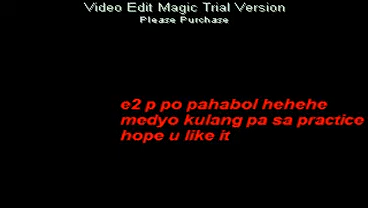 Video Edit Magic Trial Version
Please Purchase
e2 p po pahabol hehehe
medyo kulang pa sa practice
hope u like it